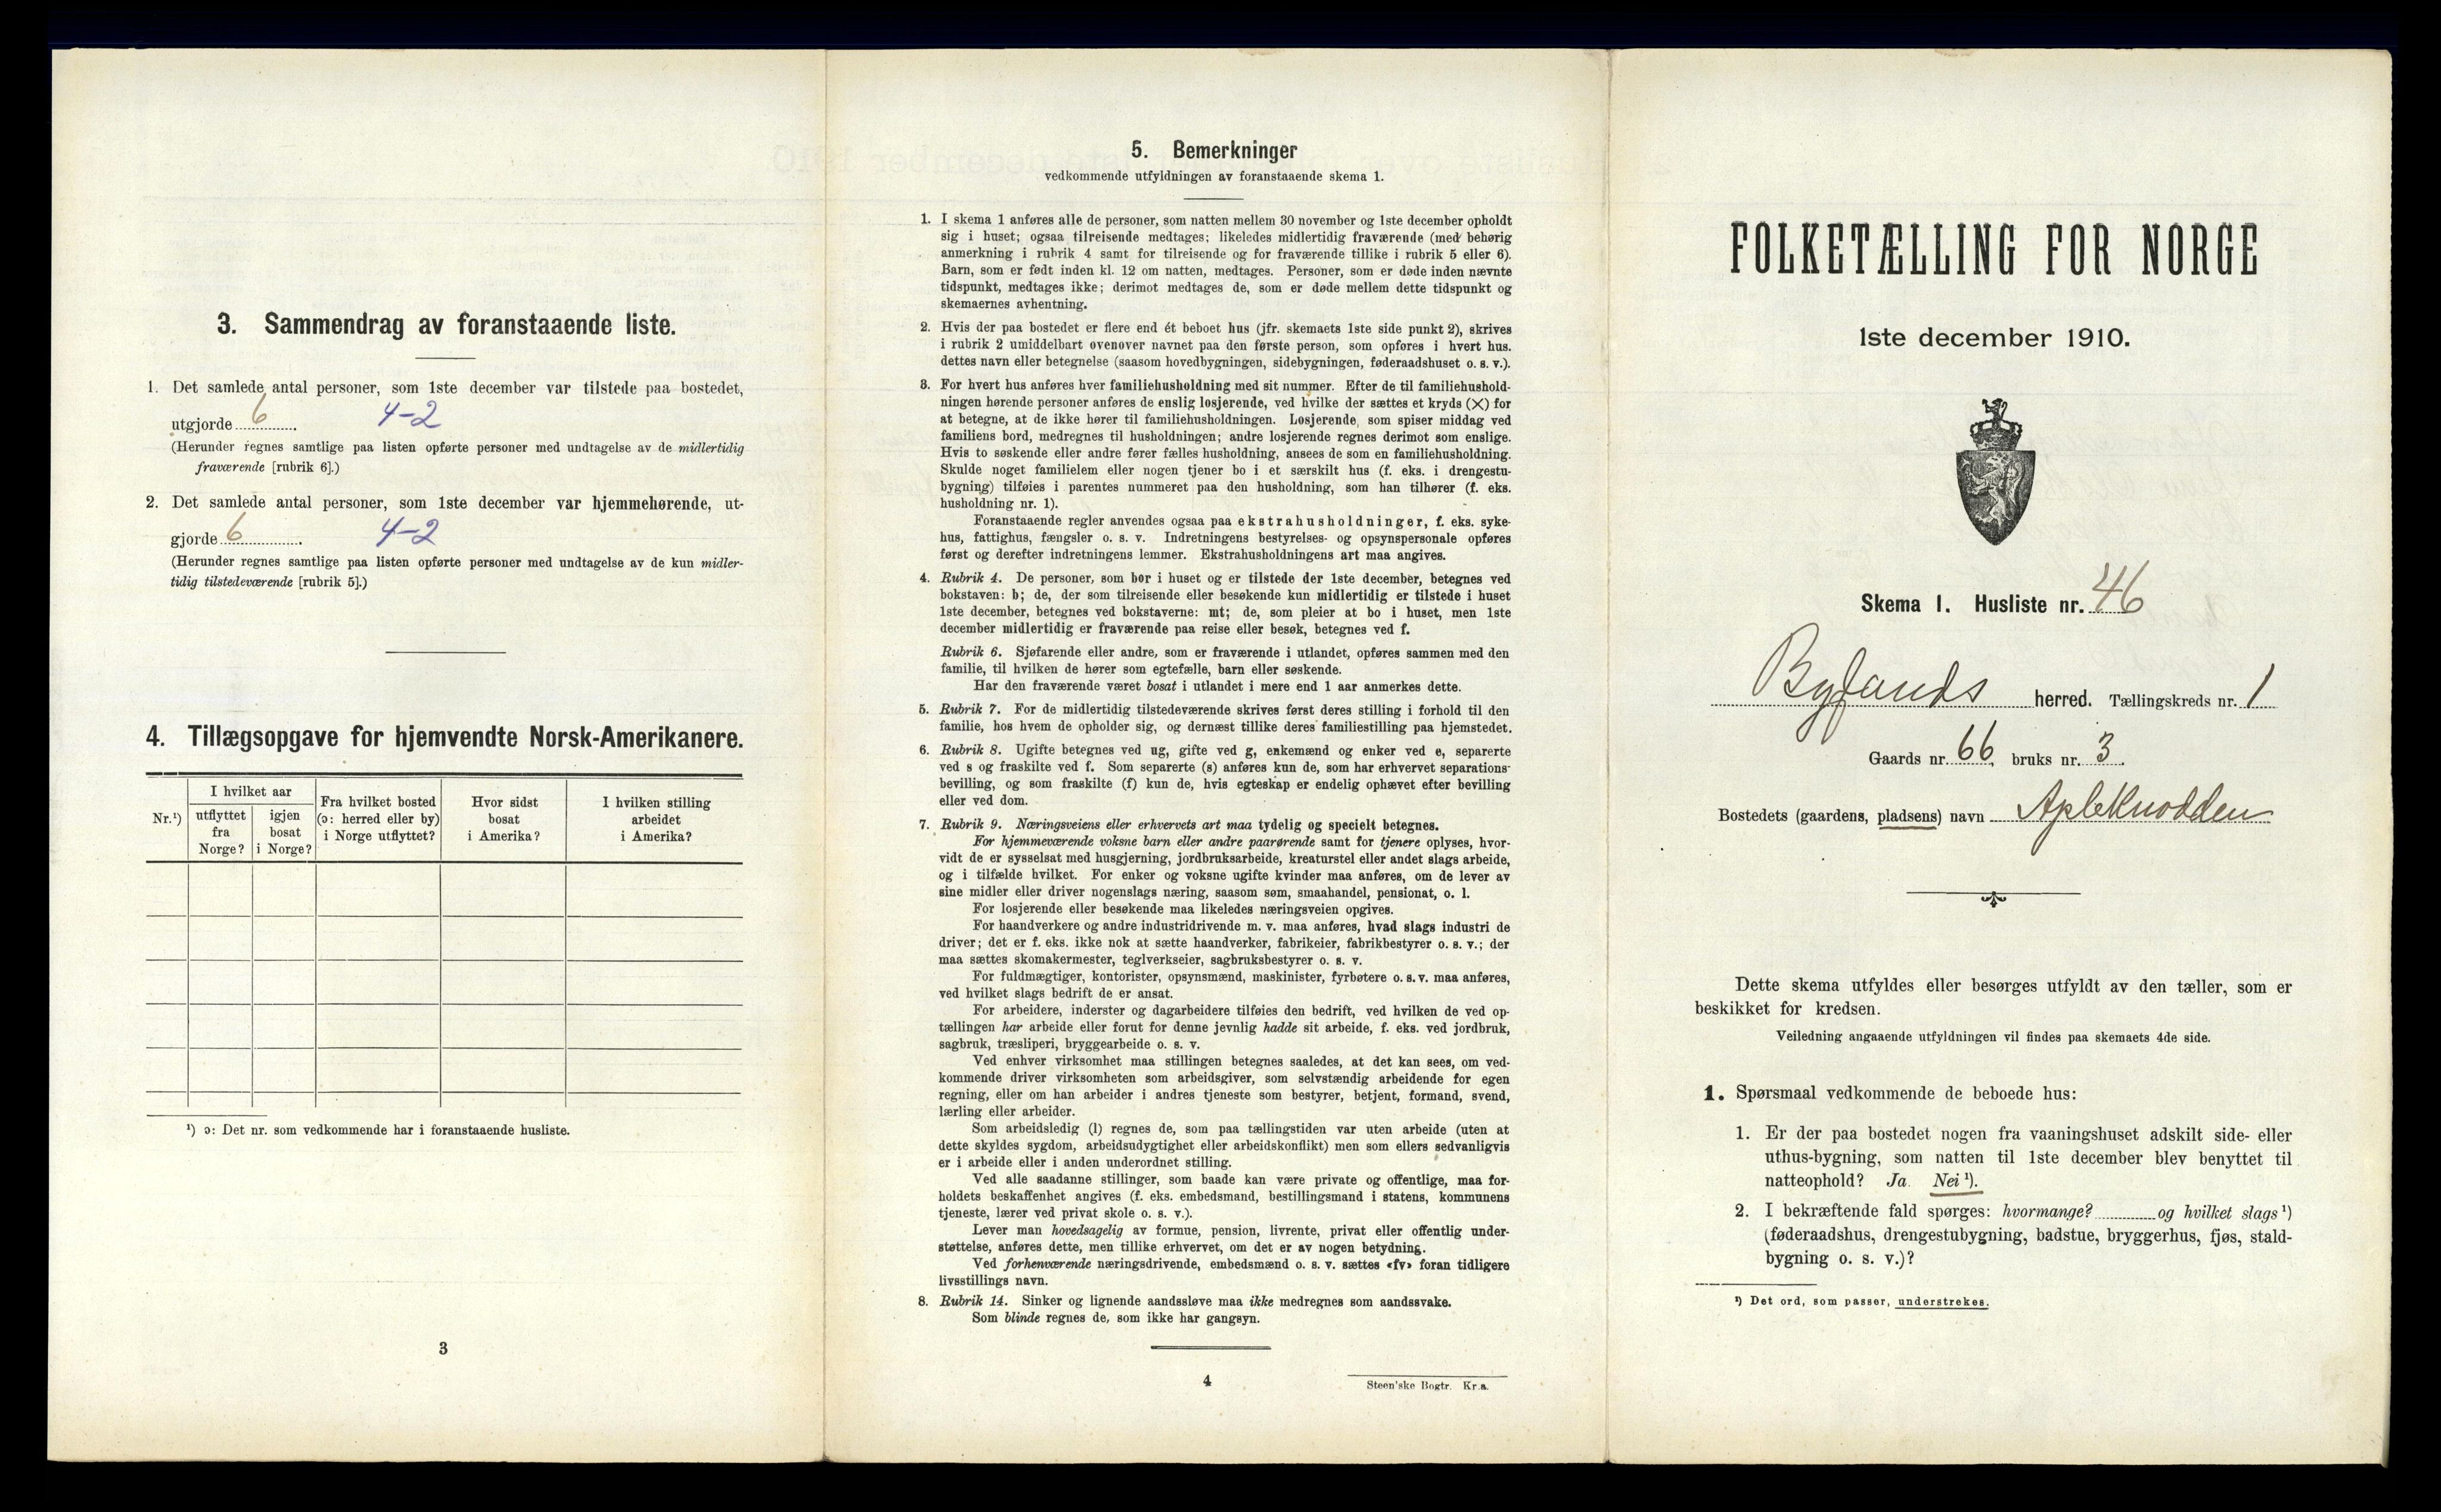 3. Sammendrag av foranstaaende liste.
1. Det samlede antal personer, som 1ste december var tilstede paa bostedet,
utgjorde 6. 4-2
(Herunder regnes samtlige paa listen opførte personer med undtagelse av de midlertidig
fraværende [rubrik 6].)
2. Det samlede antal personer, som 1ste december var hjemmehørende, ut-
gjorde 6. 4-2
(Herunder regnes samtlige paa listen opførte personer med undtagelse av de kun midler-
tidig tilstedeværende [rubrik 5].)
4. Tillægsopgave for hjemvendte Norsk-Amerikanere.
Nr.¹)
I hvilket aar
utflyttet
fra
Norge?
igjen
bosat
i Norge?
Fra hvilket bosted
(ɔ: herred eller by)
i Norge utflyttet?
Hvor sidst
bosat
i Amerika?
I hvilken stilling
arbeidet
i Amerika?
¹) ɔ: Det nr. som vedkommende har i foranstaaende husliste.
3
5. Bemerkninger
vedkommende utfyldningen av foranstaaende skema 1.
1. I skema 1 anføres alle de personer, som natten mellem 30 november og 1ste december opholdt
sig i huset; ogsaa tilreisende medtages; likeledes midlertidig fraværende (med behørig
anmerkning i rubrik 4 samt for tilreisende og for fraværende tillike i rubrik 5 eller 6).
Barn, som er født inden kl. 12 om natten, medtages. Personer, som er døde inden nævnte
tidspunkt, medtages ikke; derimot medtages de, som er døde mellem dette tidspunkt og
skemaernes avhentning.
2. Hvis der paa bostedet er flere end ét beboet hus (jfr. skemaets 1ste side punkt 2), skrives
i rubrik 2 umiddelbart ovenover navnet paa den første person, som opføres i hvert hus.
dettes navn eller betegnelse (saasom hovedbygningen, sidebygningen, føderaadshuset o. s. v.).
3. For hvert hus anføres hver familiehusholdning med sit nummer. Efter de til familiehushold-
ningen hørende personer anføres de enslig losjerende, ved hvilke der sættes et kryds (×) for
at betegne, at de ikke hører til familiehusholdningen. Losjerende, som spiser middag ved
familiens bord, medregnes til husholdningen; andre losjerende regnes derimot som enslige.
Hvis to søskende eller andre fører fælles husholdning, ansees de som en familiehusholdning.
Skulde noget familielem eller nogen tjener bo i et særskilt hus (f. eks. i drengestu-
bygning) tilføies i parentes nummeret paa den husholdning, som han tilhører (f. eks.
husholdning nr. 1).
Foranstaaende regler anvendes ogsaa paa ekstrahusholdninger, f. eks. syke-
hus, fattighus, fængsler o. s. v. Indretningens bestyrelses- og opsynspersonale opføres
først og derefter indretningens lemmer. Ekstrahusholdningens art maa angives.
4. Rubrik 4. De personer, som bor i huset og er tilstede der 1ste december, betegnes ved
bokstaven: b; de, der som tilreisende eller besøkende kun midlertidig er tilstede i huset
1ste december, betegnes ved bokstaverne: mt; de, som pleier at bo i huset, men 1ste
december midlertidig er fraværende paa reise eller besøk, betegnes ved f.
Rubrik 6. Sjøfarende eller andre, som er fraværende i utlandet, opføres sammen med den
familie, til hvilken de hører som egtefælle, barn eller søskende.
Har den fraværende været bosat i utlandet i mere end 1 aar anmerkes dette.
5. Rubrik 7. For de midlertidig tilstedeværende skrives først deres stilling i forhold til den
familie, hos hvem de opholder sig, og dernæst tillike deres familiestilling paa hjemstedet.
6. Rubrik 8. Ugifte betegnes ved ug, gifte ved g, enkemænd og enker ved e, separerte
ved s og fraskilte ved f. Som separerte (s) anføres kun de, som har erhvervet separations-
bevilling, og som fraskilte (f) kun de, hvis egteskap er endelig ophævet efter bevilling
eller ved dom.
7. Rubrik 9. Næringsveiens eller erhvervets art maa tydelig og specielt betegnes.
For hjemmeværende voksne barn eller andre paarørende samt for tjenere oplyses, hvor-
vidt de er sysselsat med husgjerning, jordbruksarbeide, kreaturstel eller andet slags arbeide,
og i tilfælde hvilket. For enker og voksne ugifte kvinder maa anføres, om de lever av
sine midler eller driver nogenslags næring, saasom søm, smaahandel, pensionat, o. l.
For losjerende eller besøkende maa likeledes næringsveien opgives.
For haandverkere og andre industridrivende m. v. maa anføres, hvad slags industri de
driver; det er f. eks. ikke nok at sætte haandverker, fabrikeier, fabrikbestyrer o. s. v.; der
maa sættes skomakermester, teglverkseier, sagbruksbestyrer o. s. v.
For fuldmægtiger, kontorister, opsynsmænd, maskinister, fyrbøtere o. s. v. maa anføres,
ved hvilket slags bedrift de er ansat.
For arbeidere, inderster og dagarbeidere tilføies den bedrift, ved hvilken de ved op-
tællingen har arbeide eller forut for denne jevnlig hadde sit arbeide, f. eks. ved jordbruk,
sagbruk, træsliperi, bryggearbeide o. s. v.
Ved enhver virksomhet maa stillingen betegnes saaledes, at det kan sees, om ved-
kommende driver virksomheten som arbeidsgiver, som selvstændig arbeidende for egen
regning, eller om han arbeider i andres tjeneste som bestyrer, betjent, formand, svend,
lærling eller arbeider.
Som arbeidsledig (l) regnes de, som paa tællingstiden var uten arbeide (uten at
dette skyldes sygdom, arbeidsudygtighet eller arbeidskonflikt) men som ellers sedvanligvis
er i arbeide eller i anden underordnet stilling.
Ved alle saadanne stillinger, som baade kan være private og offentlige, maa for-
holdets beskaffenhet angives (f. eks. embedsmand, bestillingsmand i statens, kommunens
tjeneste, lærer ved privat skole o. s. v.).
Lever man hovedsagelig av formue, pension, livrente, privat eller offentlig under-
støttelse, anføres dette, men tillike erhvervet, om det er av nogen betydning.
Ved forhenværende næringsdrivende, embedsmænd o. s. v. sættes «fv» foran tidligere
livsstillings navn.
8. Rubrik 14. Sinker og lignende aandssløve maa ikke medregnes som aandssvake.
Som blinde regnes de, som ikke har gangsyn.
4
Steen'ske Bogtr. Kr.a.
FOLKETÆLLING FOR NORGE
1ste december 1910.
Skema 1. Husliste nr. 46
Byglands herred. Tællingskreds nr. 1
Gaards nr. 66, bruks nr. 3.
Bostedets (gaardens, pladsens) navn Apleknodden
Dette skema utfyldes eller besørges utfyldt av den tæller, som er
beskikket for kredsen.
Veiledning angaaende utfyldningen vil findes paa skemaets 4de side.
1. Spørsmaal vedkommende de beboede hus:
1. Er der paa bostedet nogen fra vaaningshuset adskilt side- eller
uthus-bygning, som natten til 1ste december blev benyttet til
natteophold? Ja. Nei ¹).
2. I bekræftende fald spørges: hvormange? og hvilket slags ¹)
(føderaadshus, drengestubygning, badstue, bryggerhus, fjøs, stald-
bygning o. s. v.)?
¹) Det ord, som passer, understrekes.